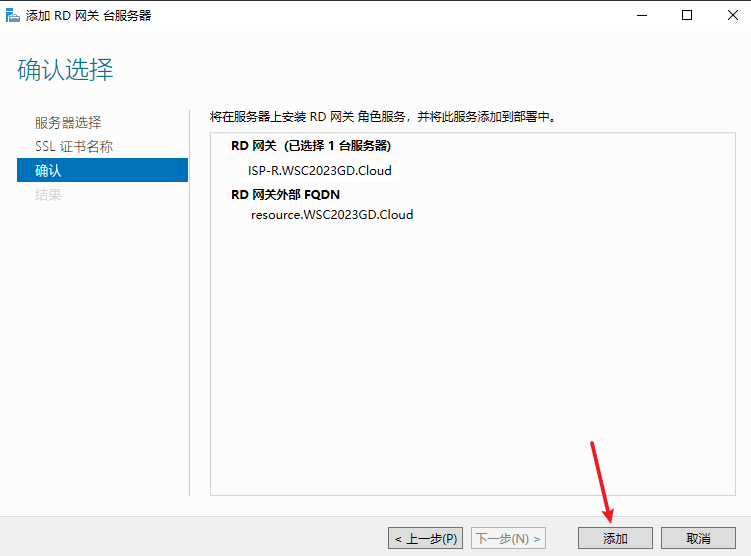 添加 RD 网关 台服务器
确认选择
服务器选择
SSL 证书名称
确认
结果
将在服务器上安装 RD 网关 角色服务，并将此服务添加到部署中。
RD 网关（已选择 1 台服务器)
ISP-R.WSC2023GD.Cloud
RD 网关外部 FQDN
resource.WSC2023GD.Cloud
< 上一步(P)
下一步(N) >
添加
取消